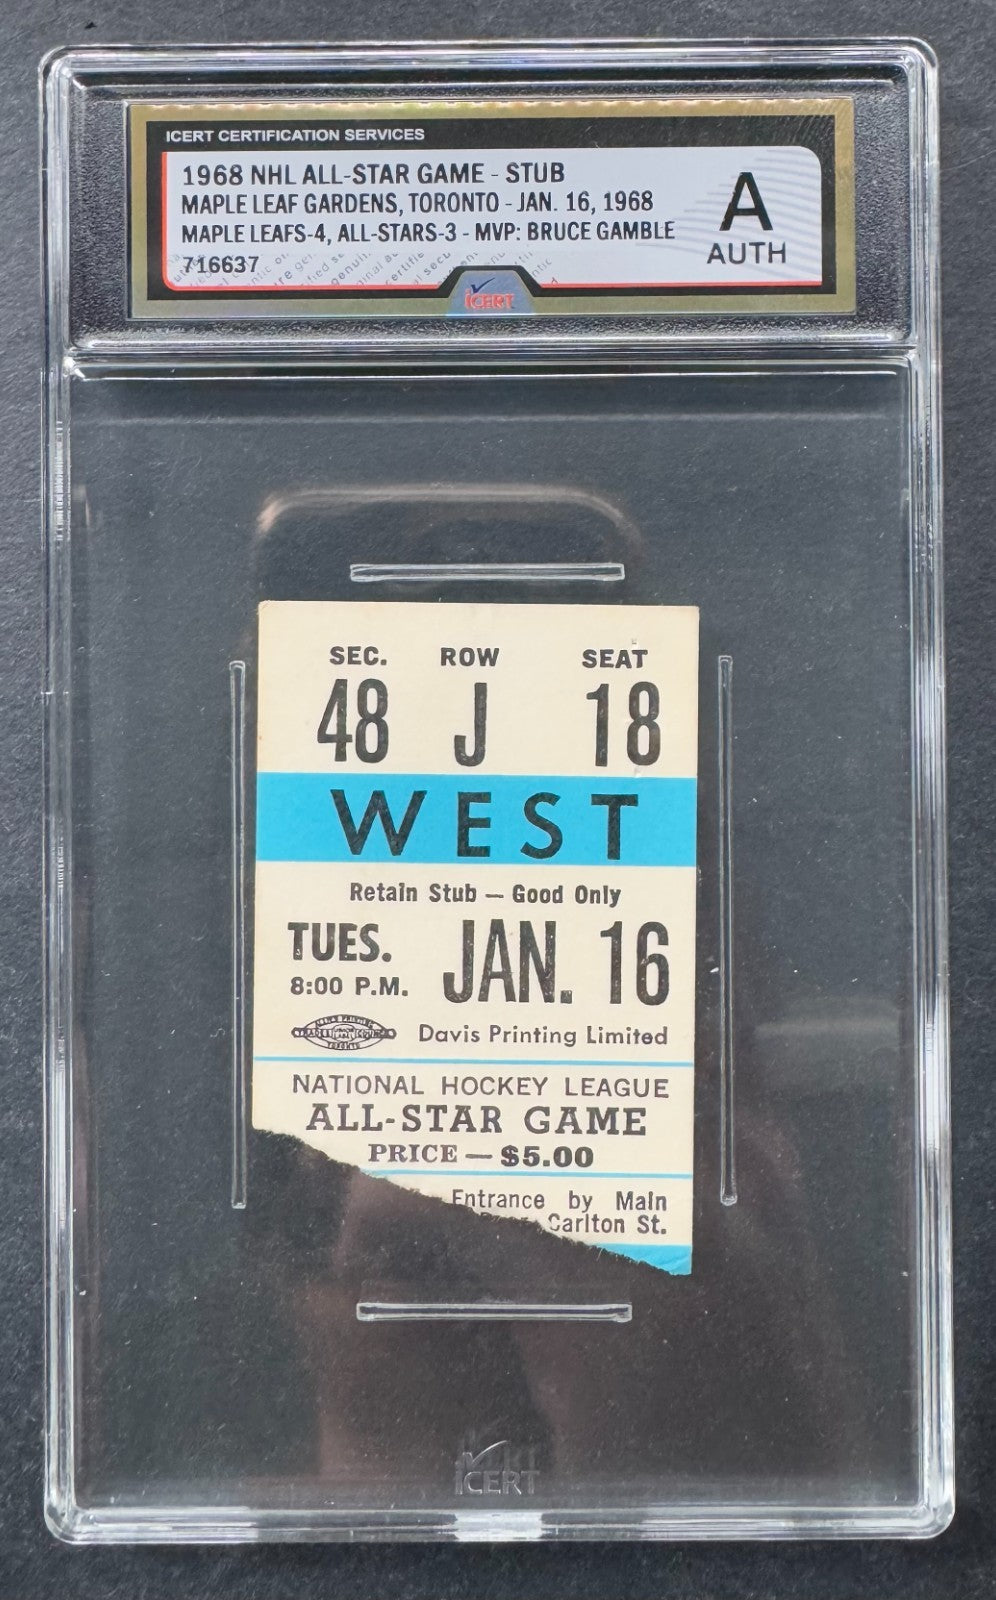 ICERT CERTIFICATION SERVICES
1968 NHL ALL-STAR GAME - STUB
MAPLE LEAF GARDENS, TORONTO - JAN. 16, 1968
MAPLE LEAFS-4, ALL-STARS-3 - MVP: BRUCE GAMBLE
716637
A
AUTH
iCERT
SEC. ROW SEAT
48 J 18
WEST
Retain Stub — Good Only
TUES. JAN. 16
8:00 P.M.
Davis Printing Limited
NATIONAL HOCKEY LEAGUE
ALL-STAR GAME
PRICE — $5.00
Entrance by Main
Carlton St.
iCERT